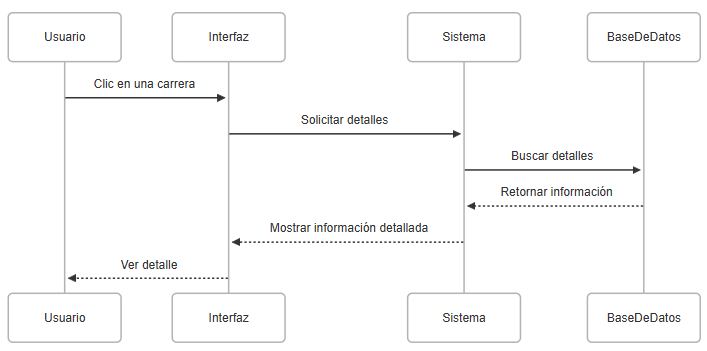 Usuario
Interfaz
Sistema
BaseDeDatos
Clic en una carrera
Solicitar detalles
Buscar detalles
Retornar información
Mostrar información detallada
Ver detalle
Usuario
Interfaz
Sistema
BaseDeDatos